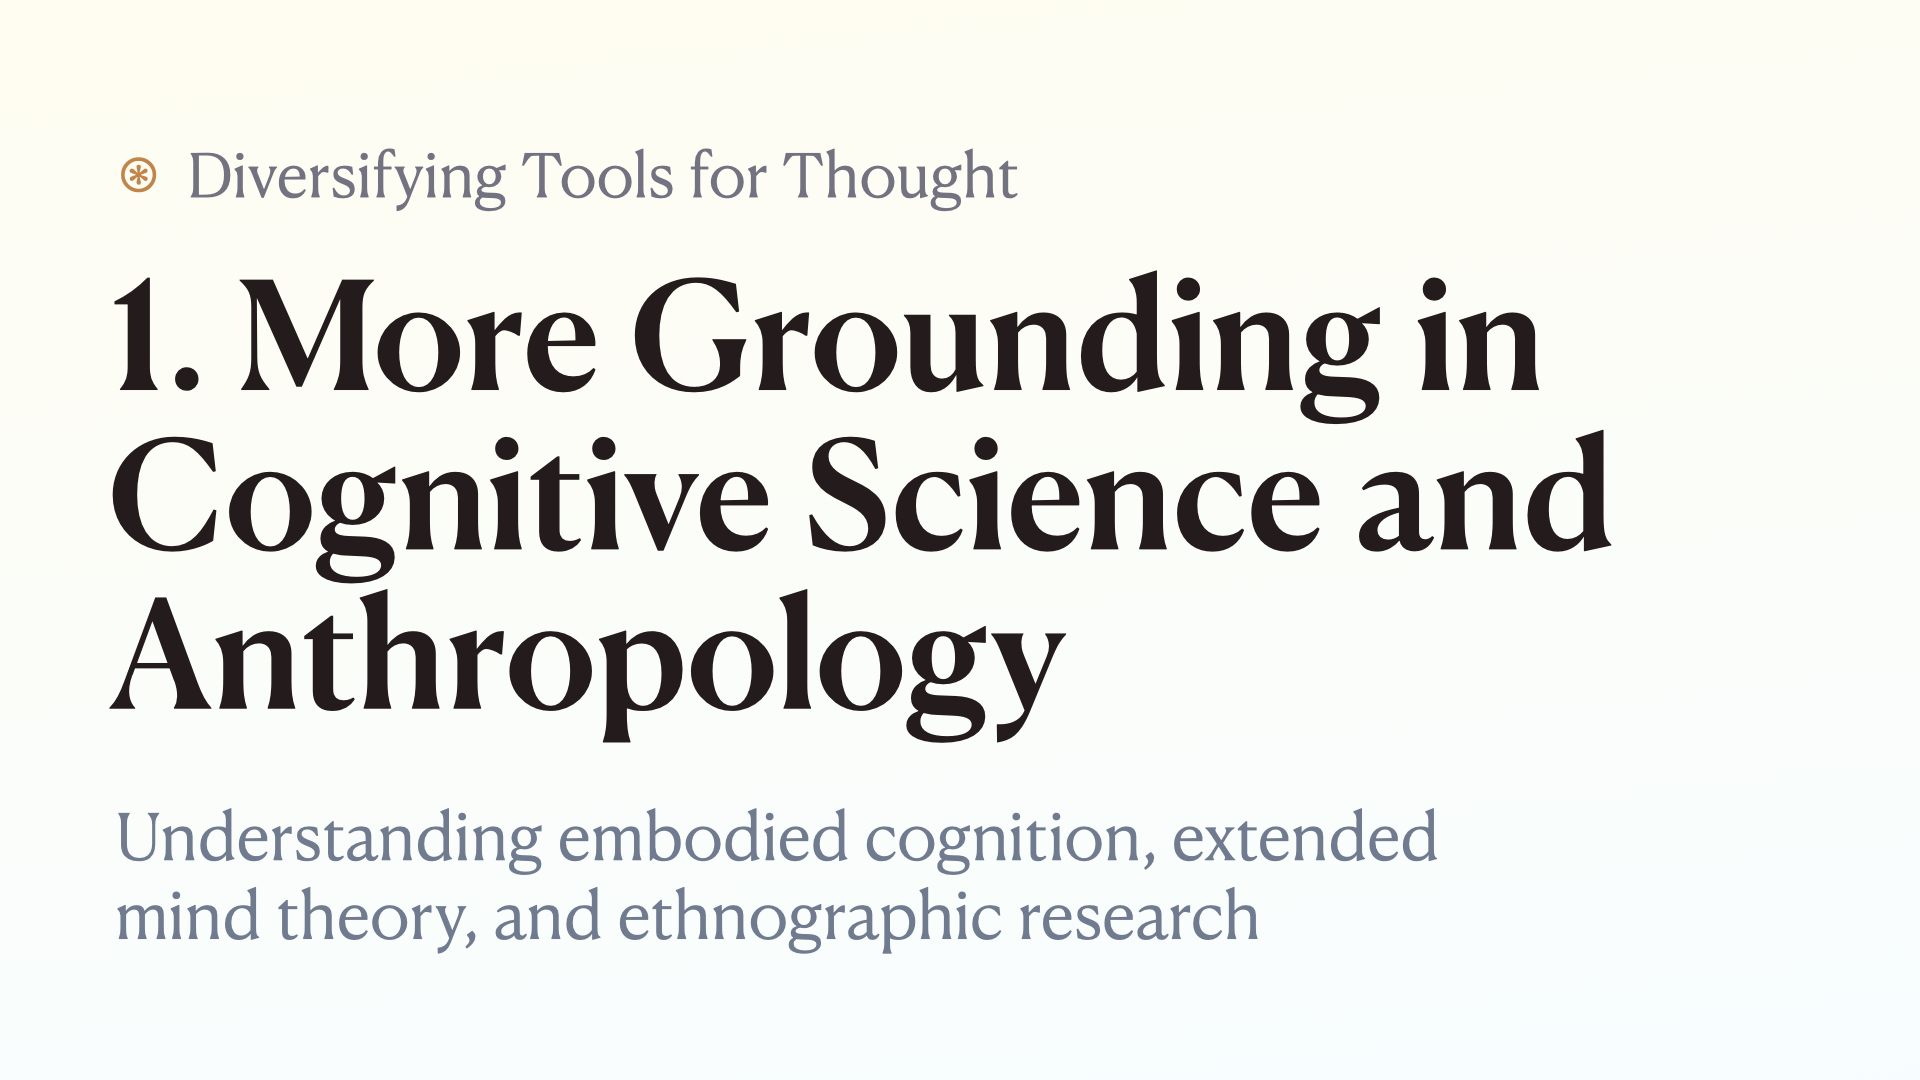 Diversifying Tools for Thought
1. More Grounding in
Cognitive Science and
Anthropology
Understanding embodied cognition, extended
mind theory, and ethnographic research